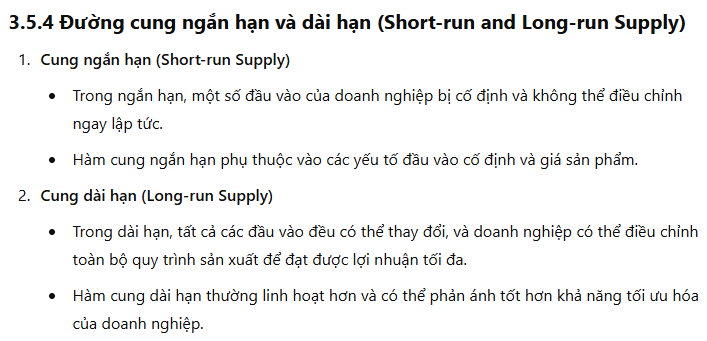 3.5.4 Đường cung ngắn hạn và dài hạn (Short-run and Long-run Supply)
1. Cung ngắn hạn (Short-run Supply)
• Trong ngắn hạn, một số đầu vào của doanh nghiệp bị cố định và không thể điều chỉnh
ngay lập tức.
• Hàm cung ngắn hạn phụ thuộc vào các yếu tố đầu vào cố định và giá sản phẩm.
2. Cung dài hạn (Long-run Supply)
• Trong dài hạn, tất cả các đầu vào đều có thể thay đổi, và doanh nghiệp có thể điều chỉnh
toàn bộ quy trình sản xuất để đạt được lợi nhuận tối đa.
• Hàm cung dài hạn thường linh hoạt hơn và có thể phản ánh tốt hơn khả năng tối ưu hóa
của doanh nghiệp.